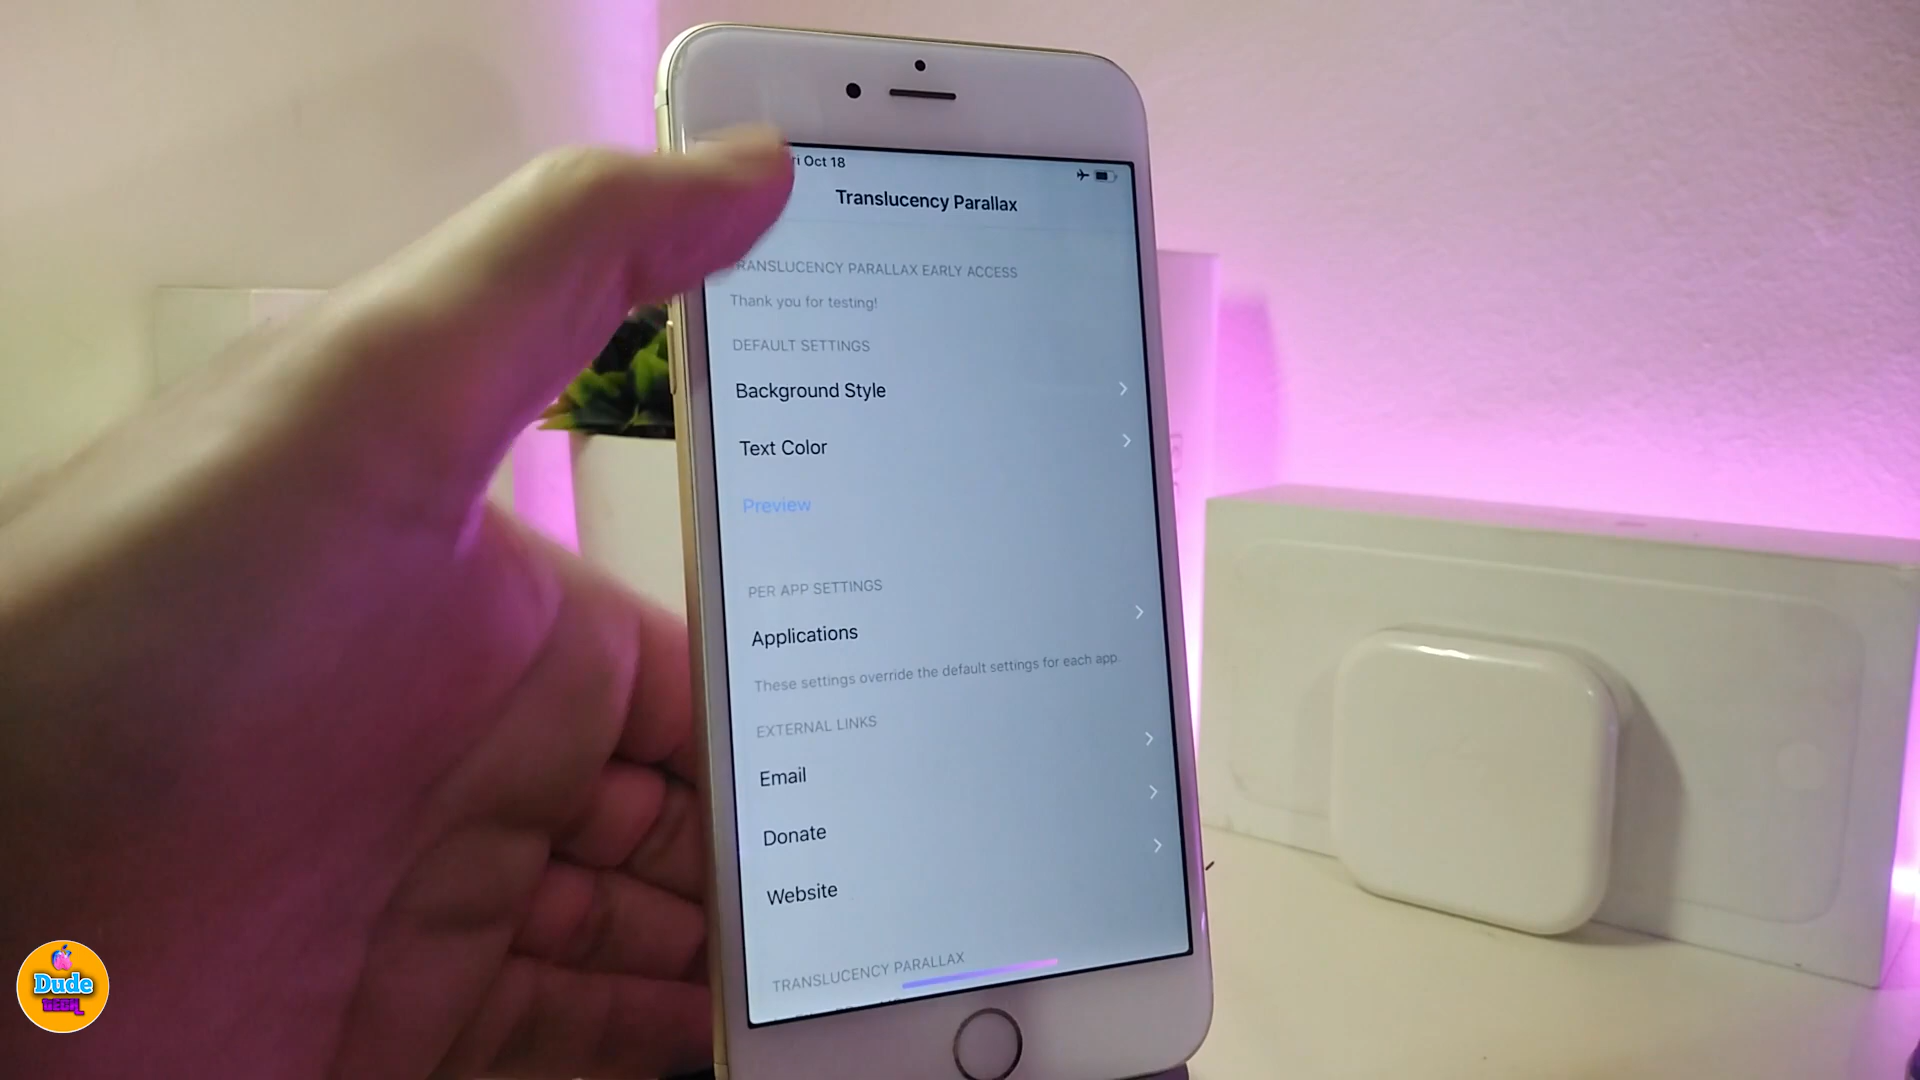 ri Oct 18
Translucency Parallax
TRANSLUCENCY PARALLAX EARLY ACCESS
Thank you for testing!
DEFAULT SETTINGS
Background Style
Text Color
Preview
PER APP SETTINGS
Applications
These settings override the default settings for each app.
EXTERNAL LINKS
Email
Donate
Website
TRANSLUCENCY PARALLAX
Dude
TECH